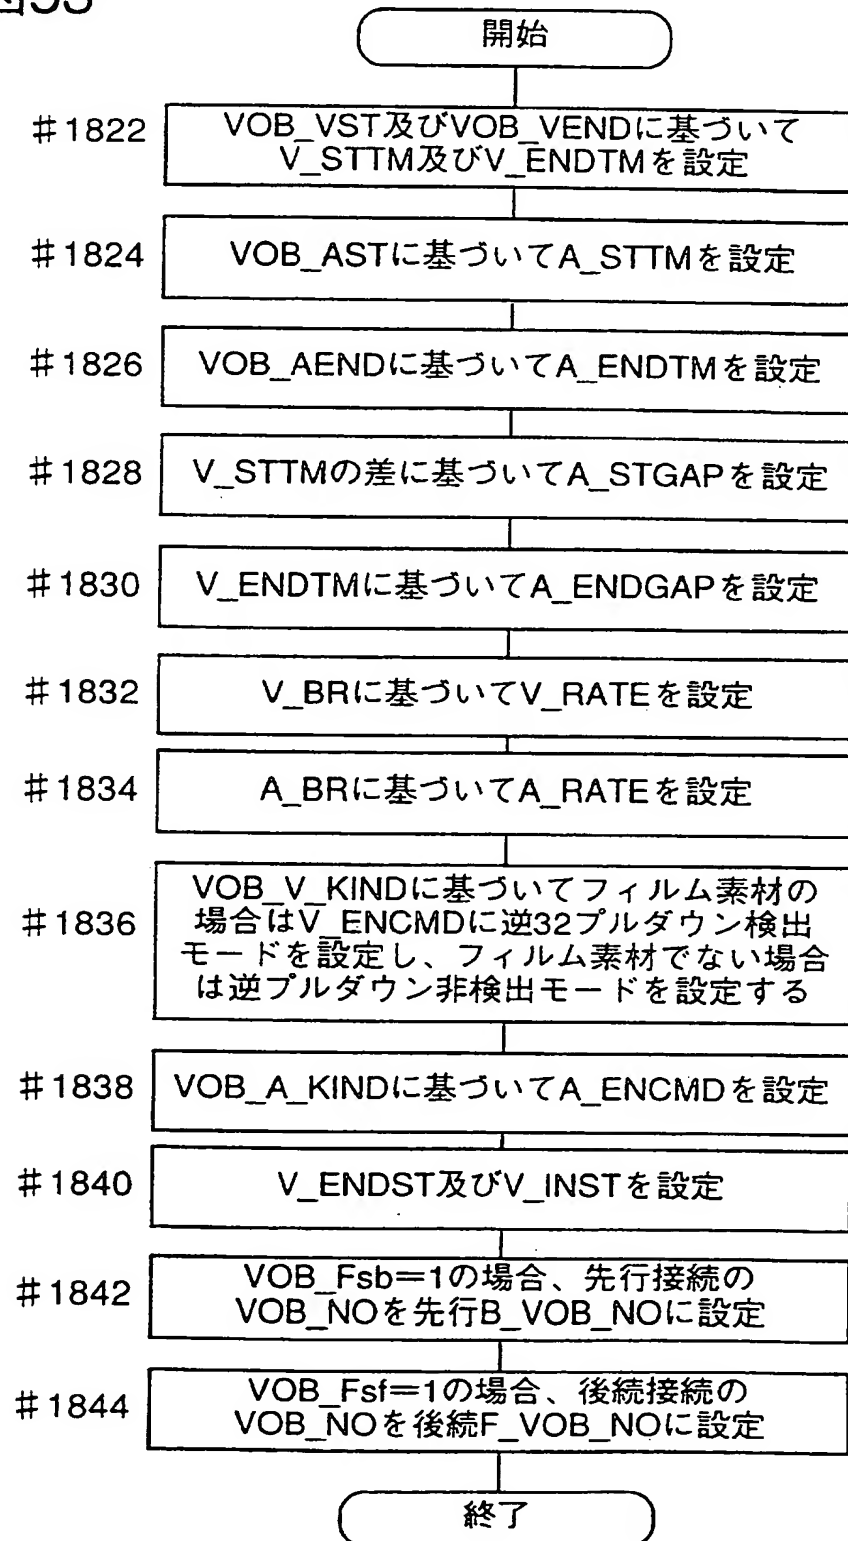 図53
開始
#1822
VOB_VST及びVOB_VENDに基づいて
V_STTM及びV_ENDTMを設定
#1824
VOB_ASTに基づいてA_STTMを設定
#1826
VOB_AENDに基づいてA_ENDTMを設定
#1828
V_STTMの差に基づいてA_STGAPを設定
#1830
V_ENDTMに基づいてA_ENDGAPを設定
#1832
V_BRに基づいてV_RATEを設定
#1834
A_BRに基づいてA_RATEを設定
#1836
VOB_V_KINDに基づいてフィルム素材の
場合はV_ENCMDに逆32プルダウン検出
モードを設定し、フィルム素材でない場合
は逆プルダウン非検出モードを設定する
#1838
VOB_A_KINDに基づいてA_ENCMDを設定
#1840
V_ENDST及びV_INSTを設定
#1842
VOB_Fsb=1の場合、先行接続の
VOB_NOを先行B_VOB_NOに設定
#1844
VOB_Fsf=1の場合、後続接続の
VOB_NOを後続F_VOB_NOに設定
終了